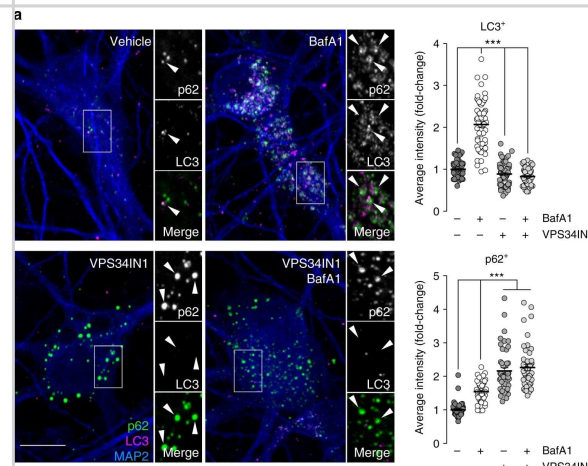 a
Vehicle
p62
LC3
Merge
BafA1
p62
LC3
Merge
LC3+
***
Average intensity (fold-change)
4
3
2
1
0
– + – + BafA1
– – + + VPS34IN
VPS34IN1
p62
LC3
Merge
p62
LC3
MAP2
VPS34IN1
BafA1
p62
LC3
Merge
p62+
***
Average intensity (fold-change)
5
4
3
2
1
0
– + – + BafA1